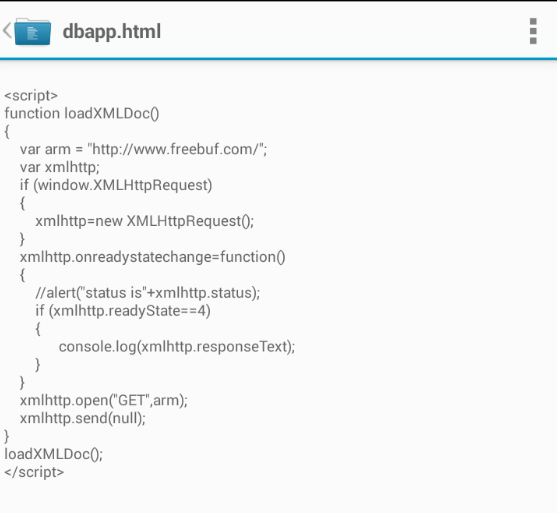 dbapp.html
<script>
function loadXMLDoc()
{
var arm = "http://www.freebuf.com/";
var xmlhttp;
if (window.XMLHttpRequest)
{
xmlhttp=new XMLHttpRequest();
}
xmlhttp.onreadystatechange=function()
{
//alert("status is"+xmlhttp.status);
if (xmlhttp.readyState==4)
{
console.log(xmlhttp.responseText);
}
}
xmlhttp.open("GET",arm);
xmlhttp.send(null);
}
loadXMLDoc();
</script>